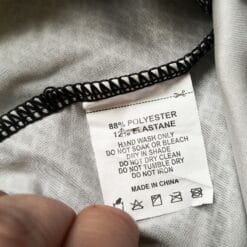 88% POLYESTER
12% ELASTANE
HAND WASH ONLY
DO NOT SOAK OR BLEACH
DRY IN SHADE
DO NOT DRY CLEAN
DO NOT TUMBLE DRY
DO NOT IRON
MADE IN CHINA